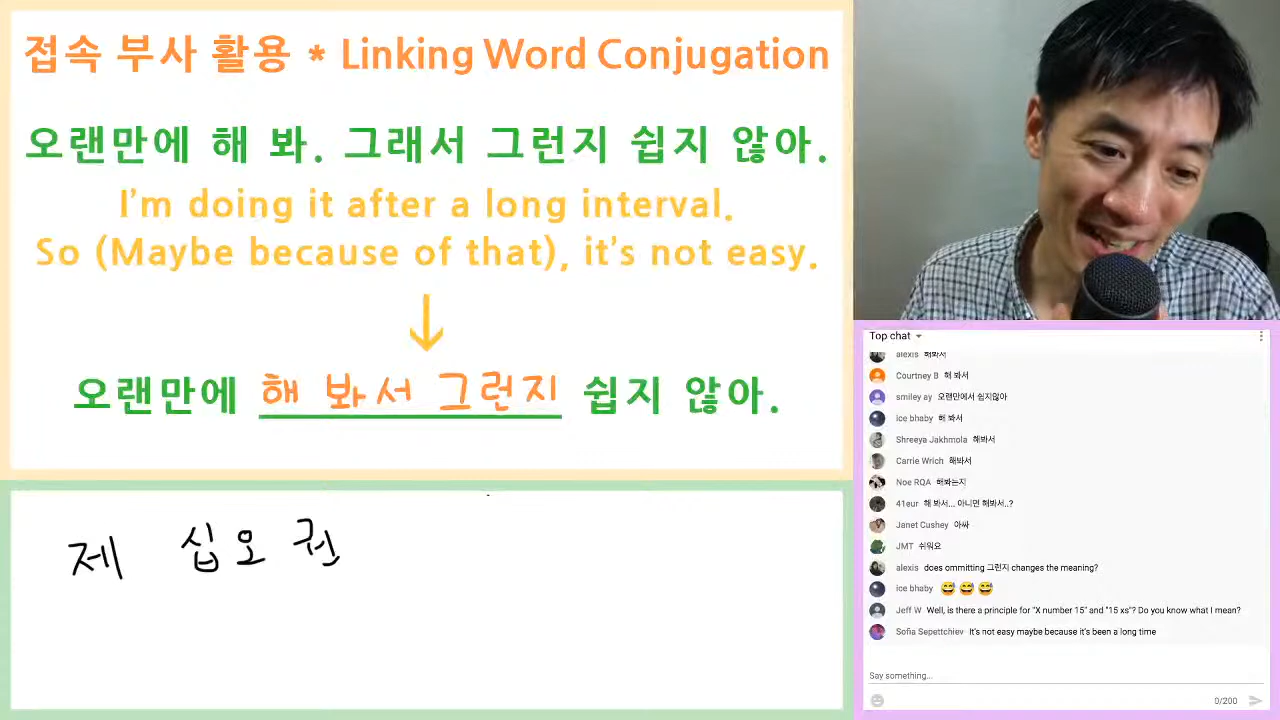 접속 부사 활용 * Linking Word Conjugation
오랜만에 해 봐. 그래서 그런지 쉽지 않아.
I'm doing it after a long interval.
So (Maybe because of that), it's not easy.
↓
오랜만에 해 봐서 그런지 쉽지 않아.
제 십오 권
Top chat
alexis 해봐서
Courtney B 해 봐서
smiley ay 오랜만에서 쉽지않아
ice bhaby 해 봐서
Shreeya Jakhmola 해봐서
Carrie Wrich 해봐서
Noe RQA 해봐는지
41eur 해 봐서... 아니면 해봐서..?
Janet Cushey 아싸
JMT 쉬워요
alexis does ommitting 그런지 changes the meaning?
ice bhaby 😅 😅 😅
Jeff W Well, is there a principle for "X number 15" and "15 xs"? Do you know what I mean?
Sofia Sepettchiev It's not easy maybe because it's been a long time
Say something...
0/200